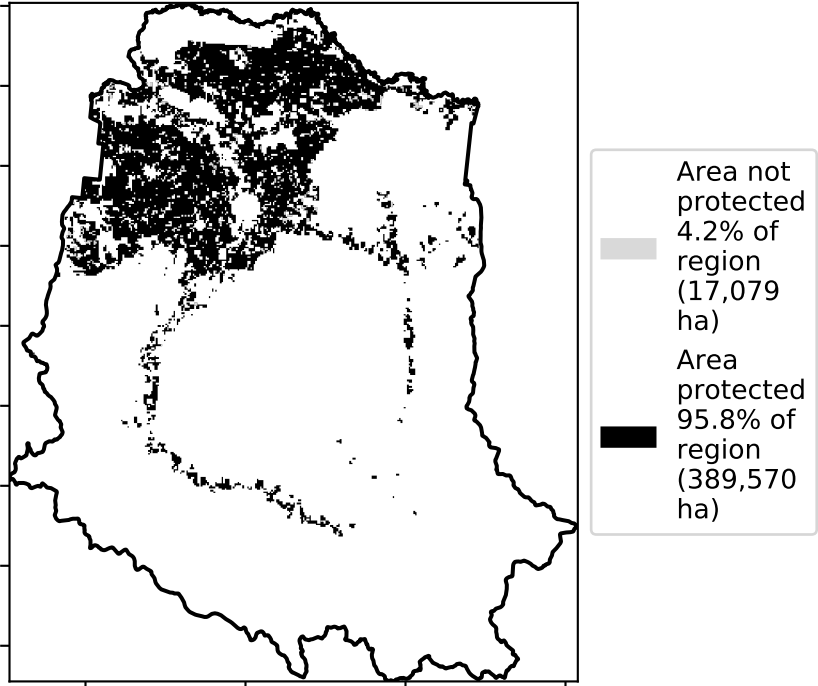 Area not
protected
4.2% of
region
(17,079
ha)
Area
protected
95.8% of
region
(389,570
ha)